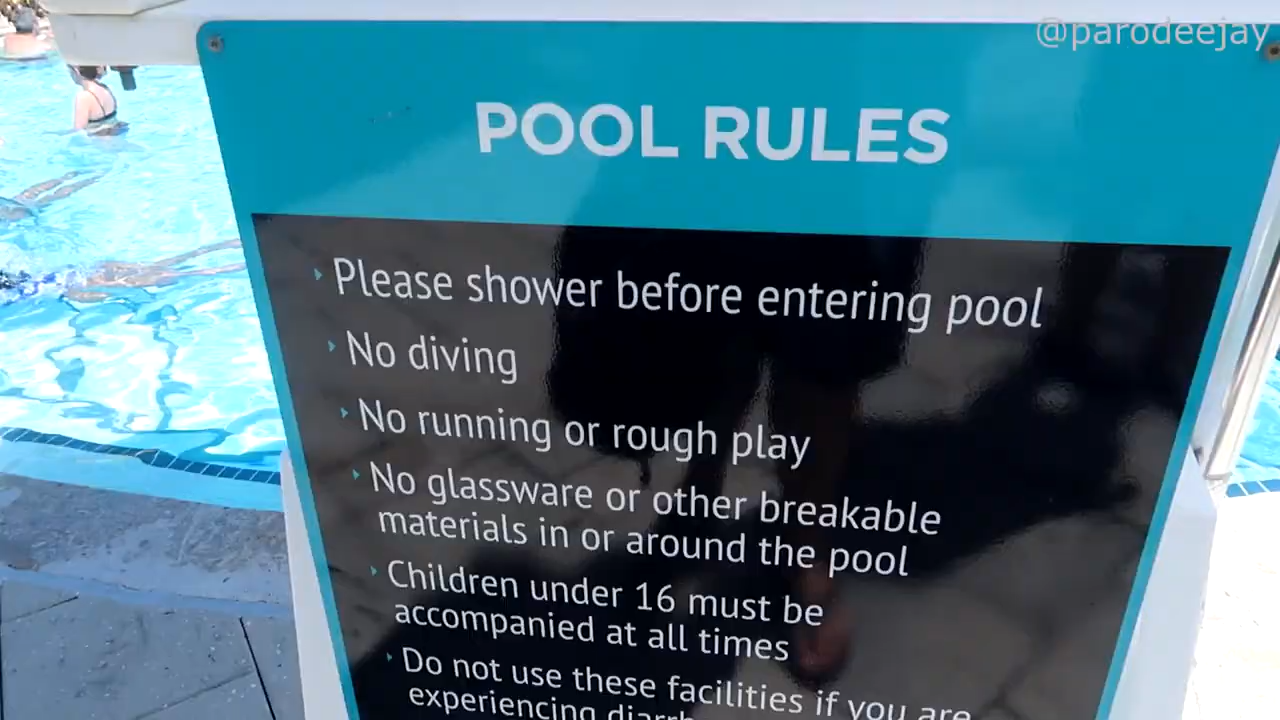 @parodeejay
POOL RULES
Please shower before entering pool
No diving
No running or rough play
No glassware or other breakable
materials in or around the pool
Children under 16 must be
accompanied at all times
Do not use these facilities if you are
experiencing